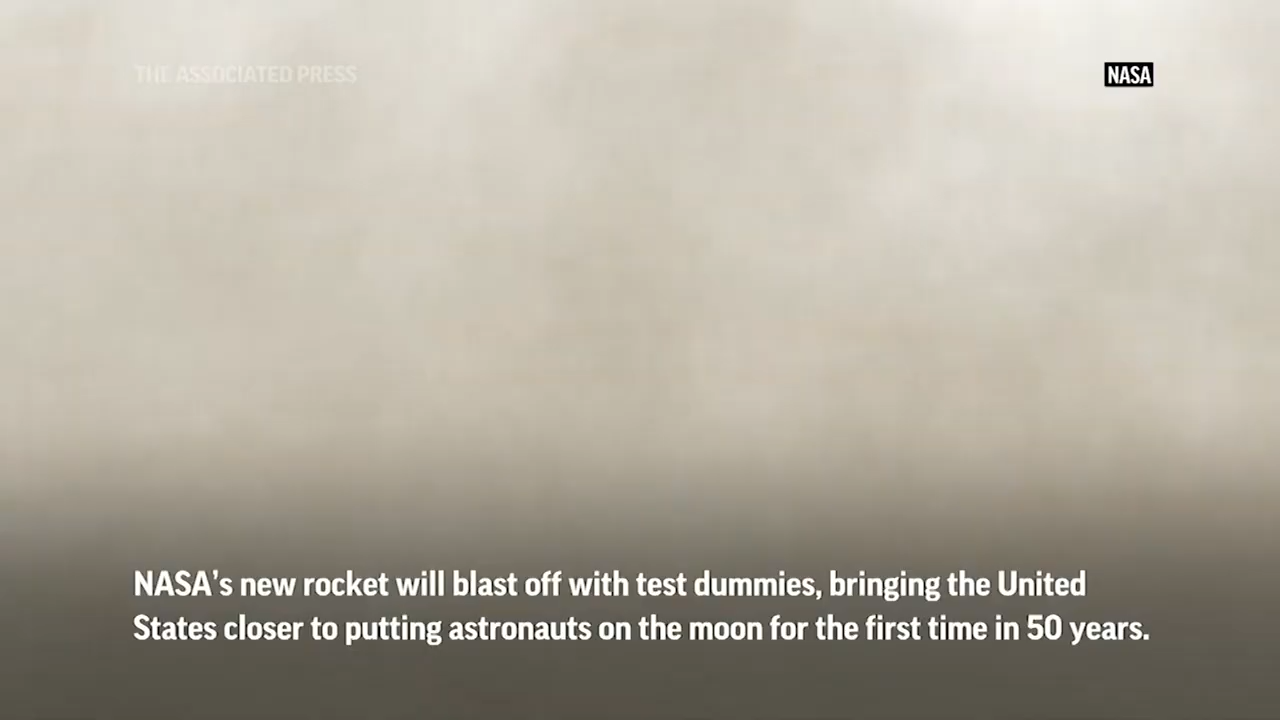 THE ASSOCIATED PRESS
NASA
NASA's new rocket will blast off with test dummies, bringing the United
States closer to putting astronauts on the moon for the first time in 50 years.